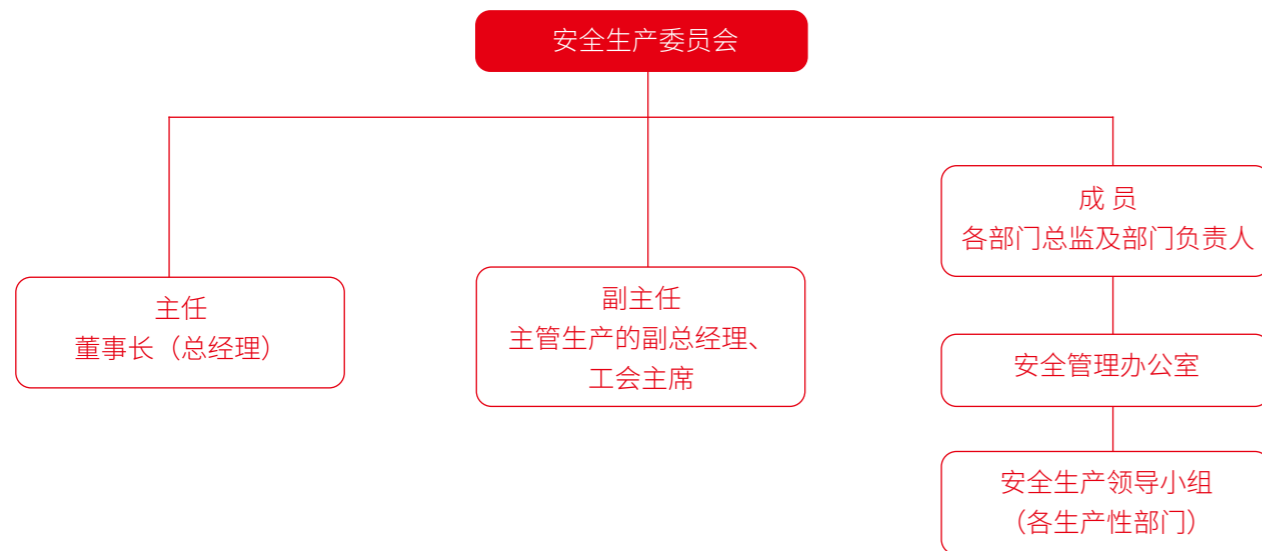 安全生产委员会
主任
董事长（总经理）
副主任
主管生产的副总经理、
工会主席
成 员
各部门总监及部门负责人
安全管理办公室
安全生产领导小组
（各生产性部门）